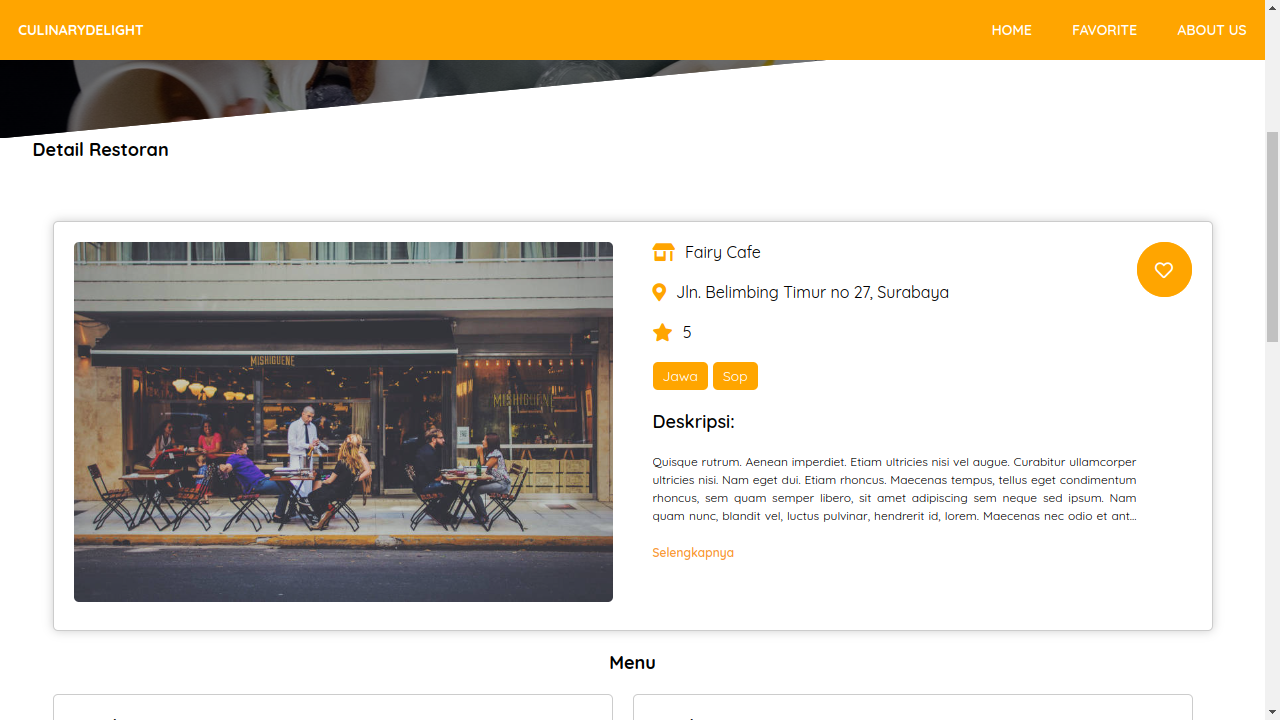 CULINARYDELIGHT
HOME FAVORITE ABOUT US
Detail Restoran
Fairy Cafe
Jln. Belimbing Timur no 27, Surabaya
5
Jawa Sop
MISHIGUENE
MISHIGUENE
Deskripsi:
Quisque rutrum. Aenean imperdiet. Etiam ultricies nisi vel augue. Curabitur ullamcorper
ultricies nisi. Nam eget dui. Etiam rhoncus. Maecenas tempus, tellus eget condimentum
rhoncus, sem quam semper libero, sit amet adipiscing sem neque sed ipsum. Nam
quam nunc, blandit vel, luctus pulvinar, hendrerit id, lorem. Maecenas nec odio et ant...
Selengkapnya
Menu